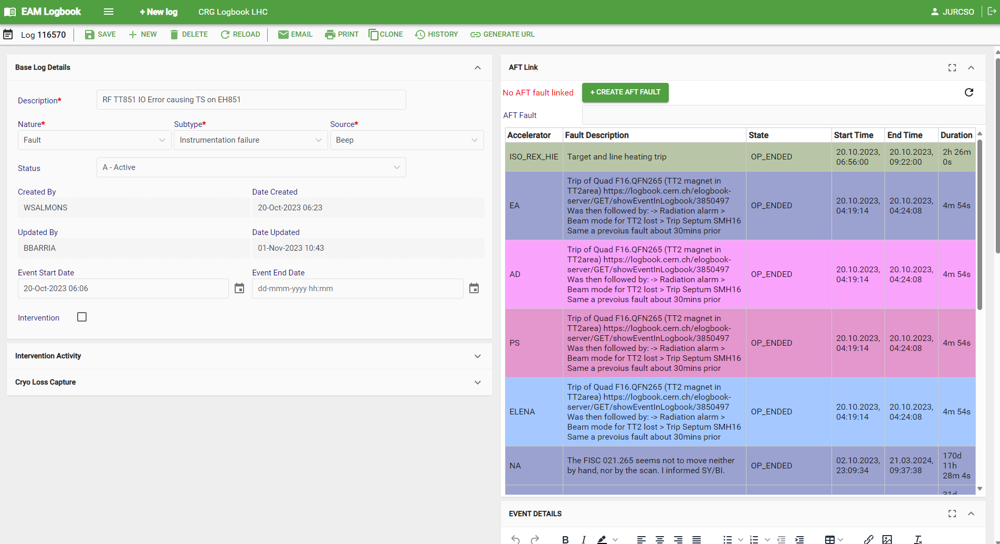 EAM Logbook
+ New log
CRG Logbook LHC
JURCSO
Log 116570
SAVE
NEW
DELETE
RELOAD
EMAIL
PRINT
CLONE
HISTORY
GENERATE URL
Base Log Details
Description*
RF TT851 IO Error causing TS on EH851
Nature* Subtype* Source*
Fault Instrumentation failure Beep
Status
A - Active
Created By Date Created
WSALMONS 20-Oct-2023 06:23
Updated By Date Updated
BBARRIA 01-Nov-2023 10:43
Event Start Date Event End Date
20-Oct-2023 06:06 dd-mmm-yyyy hh:mm
Intervention
Intervention Activity
Cryo Loss Capture
AFT Link
No AFT fault linked
+ CREATE AFT FAULT
AFT Fault
Accelerator Fault Description State Start Time End Time Duration
ISO_REX_HIE
Target and line heating trip
OP_ENDED
20.10.2023,
06:56:00
20.10.2023,
09:22:00
2h 26m
0s
EA
Trip of Quad F16.QFN265 (TT2 magnet in
TT2area) https://logbook.cern.ch/elogbook-
server/GET/showEventInLogbook/3850497
Was then followed by: -> Radiation alarm >
Beam mode for TT2 lost > Trip Septum SMH16
Same a prevoius fault about 30mins prior
OP_ENDED
20.10.2023,
04:19:14
20.10.2023,
04:24:08
4m 54s
AD
Trip of Quad F16.QFN265 (TT2 magnet in
TT2area) https://logbook.cern.ch/elogbook-
server/GET/showEventInLogbook/3850497
Was then followed by: -> Radiation alarm >
Beam mode for TT2 lost > Trip Septum SMH16
Same a prevoius fault about 30mins prior
OP_ENDED
20.10.2023,
04:19:14
20.10.2023,
04:24:08
4m 54s
PS
Trip of Quad F16.QFN265 (TT2 magnet in
TT2area) https://logbook.cern.ch/elogbook-
server/GET/showEventInLogbook/3850497
Was then followed by: -> Radiation alarm >
Beam mode for TT2 lost > Trip Septum SMH16
Same a prevoius fault about 30mins prior
OP_ENDED
20.10.2023,
04:19:14
20.10.2023,
04:24:08
4m 54s
ELENA
Trip of Quad F16.QFN265 (TT2 magnet in
TT2area) https://logbook.cern.ch/elogbook-
server/GET/showEventInLogbook/3850497
Was then followed by: -> Radiation alarm >
Beam mode for TT2 lost > Trip Septum SMH16
Same a prevoius fault about 30mins prior
OP_ENDED
20.10.2023,
04:19:14
20.10.2023,
04:24:08
4m 54s
NA
The FISC 021.265 seems not to move neither
by hand, nor by the scan. I informed SY/BI.
OP_ENDED
02.10.2023,
23:09:34
21.03.2024,
09:37:38
170d
11h
28m 4s
EVENT DETAILS